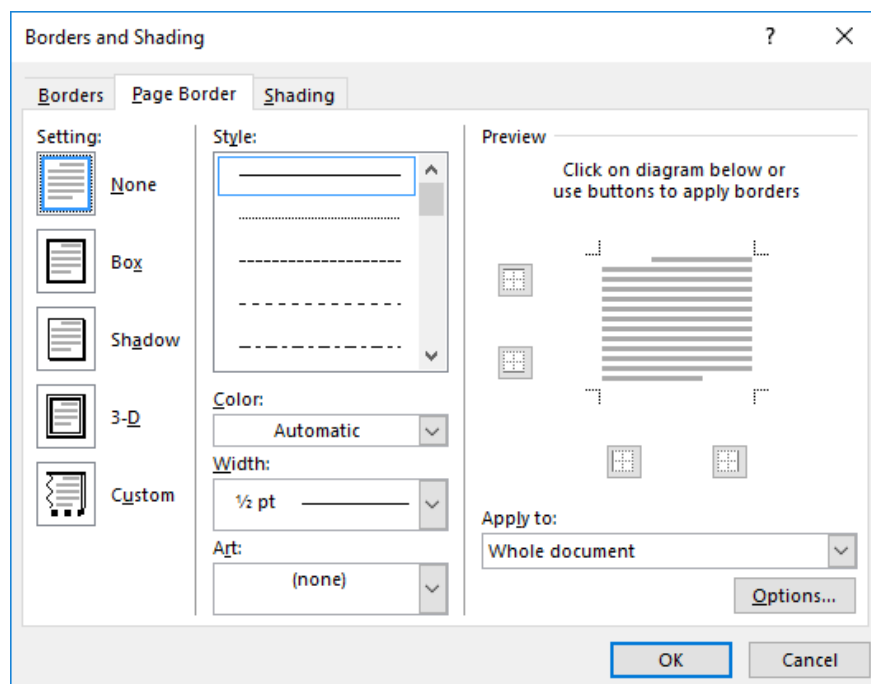 Borders and Shading
?
Borders
Page Border
Shading
Setting:
None
Box
Shadow
3-D
Custom
Style:
Color:
Automatic
Width:
½ pt
Art:
(none)
Preview
Click on diagram below or
use buttons to apply borders
Apply to:
Whole document
Options...
OK
Cancel